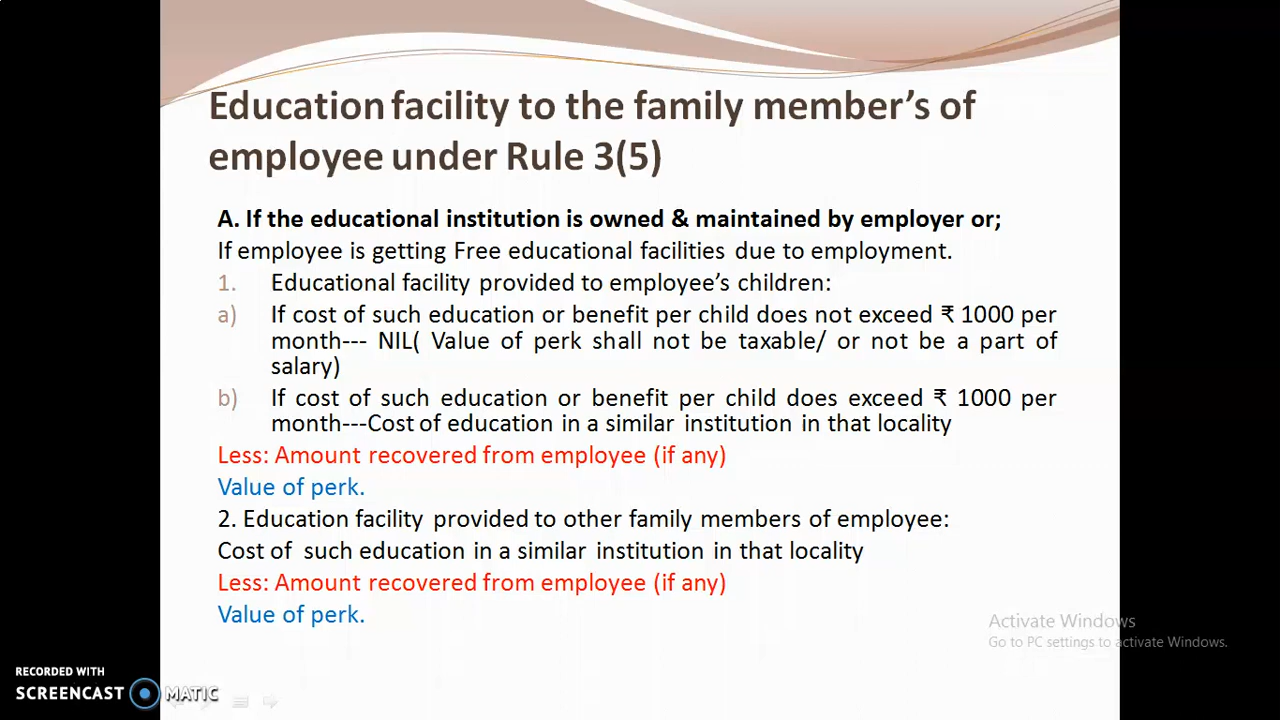 Education facility to the family member's of
employee under Rule 3(5)
A. If the educational institution is owned & maintained by employer or;
If employee is getting Free educational facilities due to employment.
1. Educational facility provided to employee's children:
a) If cost of such education or benefit per child does not exceed ₹ 1000 per
month--- NIL( Value of perk shall not be taxable/ or not be a part of
salary)
b) If cost of such education or benefit per child does exceed ₹ 1000 per
month---Cost of education in a similar institution in that locality
Less: Amount recovered from employee (if any)
Value of perk.
2. Education facility provided to other family members of employee:
Cost of such education in a similar institution in that locality
Less: Amount recovered from employee (if any)
Value of perk.
Activate Windows
Go to PC settings to activate Windows.
RECORDED WITH
SCREENCAST MATIC